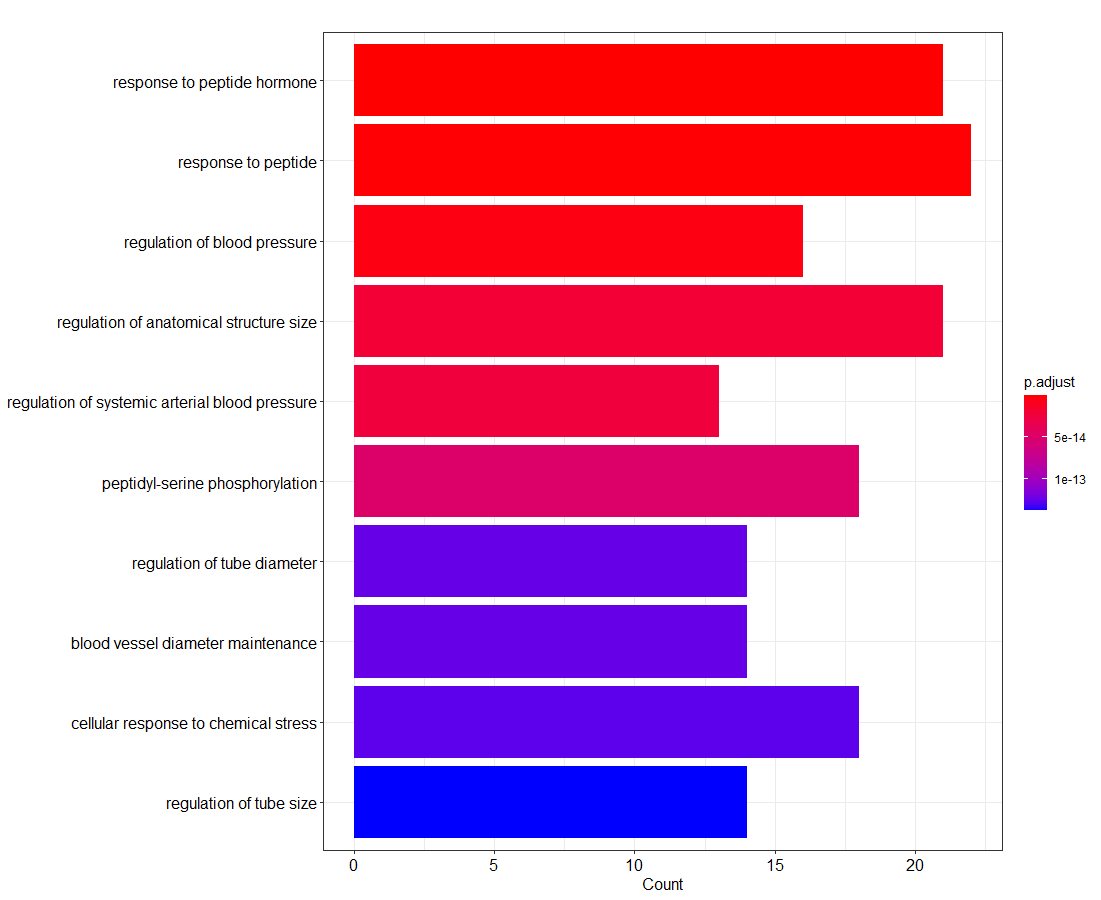 response to peptide hormone
response to peptide
regulation of blood pressure
regulation of anatomical structure size
regulation of systemic arterial blood pressure
peptidyl-serine phosphorylation
regulation of tube diameter
blood vessel diameter maintenance
cellular response to chemical stress
regulation of tube size
0 5 10 15 20
Count
p.adjust
5e-14
1e-13